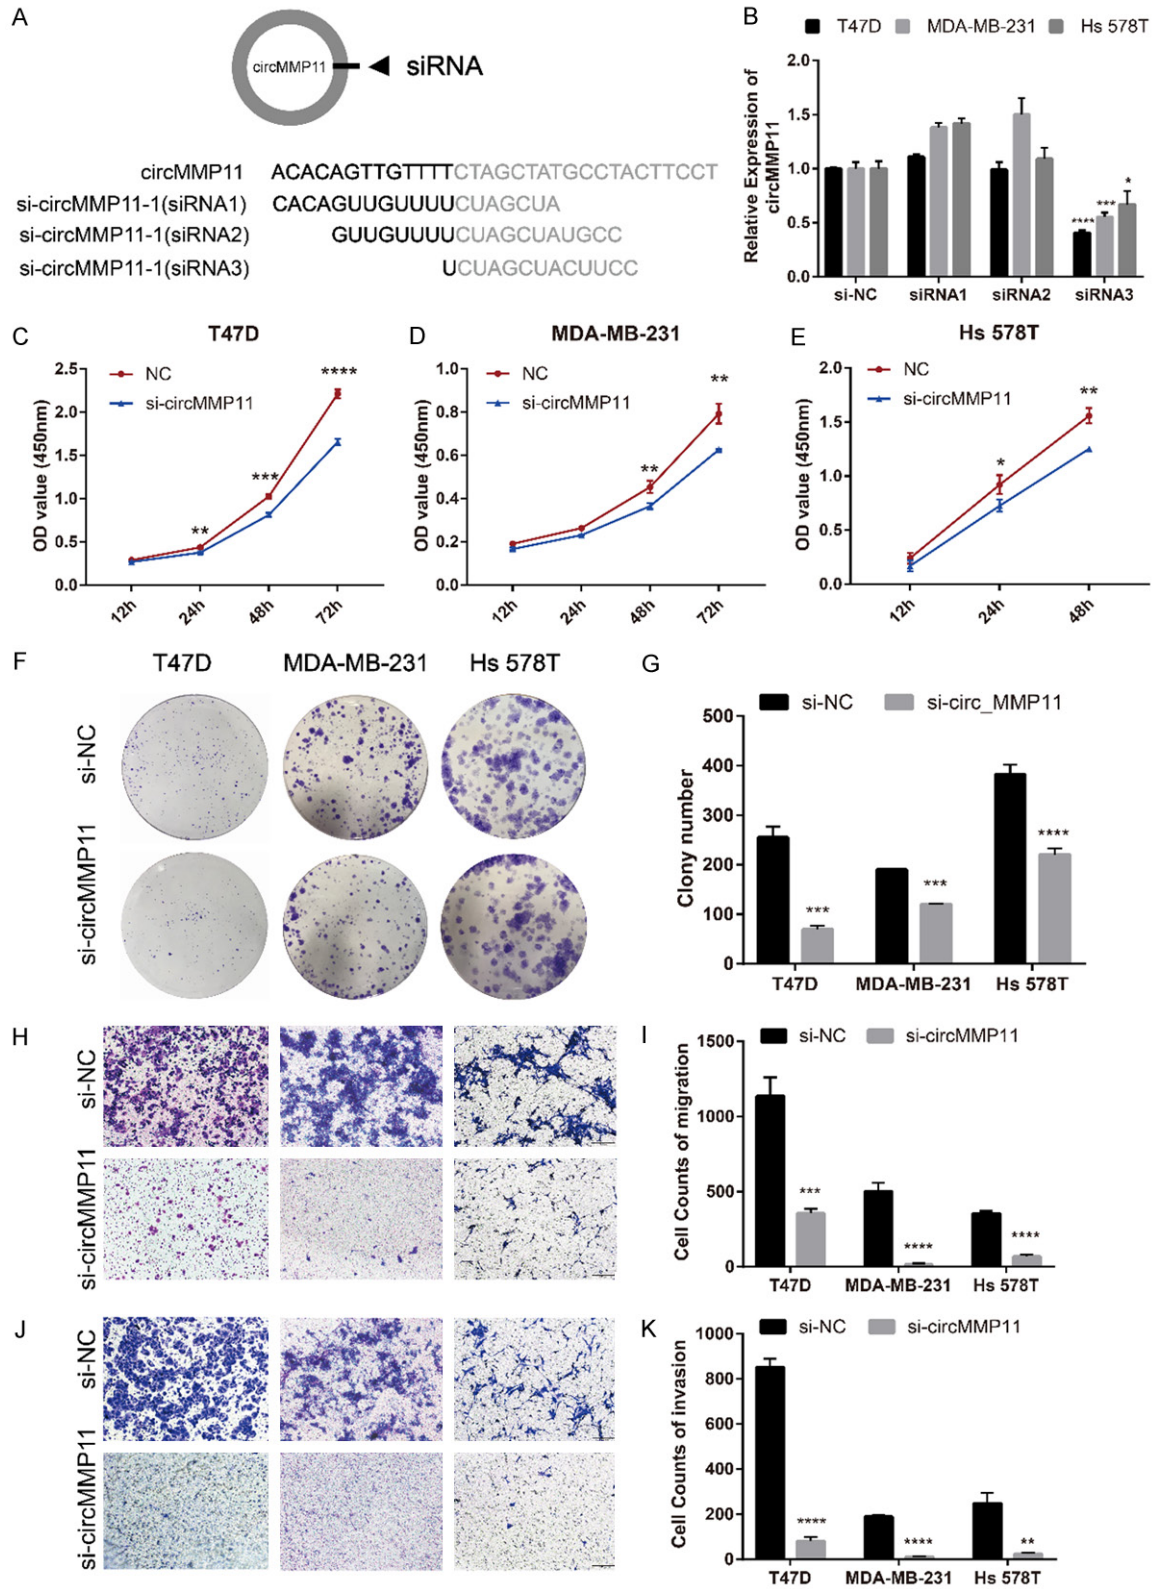 A
circMMP11
siRNA
circMMP11 ACACAGTTGTTTTCTAGCTATGCCTACTTCCT
si-circMMP11-1(siRNA1) CACAGUUGUUUUCUAGCUA
si-circMMP11-1(siRNA2) GUUGUUUUCUAGCUAUGCC
si-circMMP11-1(siRNA3) UCUAGCUACUUCC
B
T47D MDA-MB-231 Hs 578T
Relative Expression of
circMMP11
2.0
1.5
1.0
0.5
0.0
**** *** *
si-NC siRNA1 siRNA2 siRNA3
C
T47D
NC
si-circMMP11
OD value (450nm)
2.5
2.0
1.5
1.0
0.5
0.0
** *** ****
12h 24h 48h 72h
D
MDA-MB-231
NC
si-circMMP11
OD value (450nm)
1.0
0.8
0.6
0.4
0.2
0.0
** **
12h 24h 48h 72h
E
Hs 578T
NC
si-circMMP11
OD value (450nm)
2.0
1.5
1.0
0.5
0.0
* **
12h 24h 48h
F
T47D MDA-MB-231 Hs 578T
si-NC
si-circMMP11
G
si-NC si-circ_MMP11
Clony number
500
400
300
200
100
0
*** *** ****
T47D MDA-MB-231 Hs 578T
H
si-NC
si-circMMP11
I
si-NC si-circMMP11
Cell Counts of migration
1500
1000
500
0
*** **** ****
T47D MDA-MB-231 Hs 578T
J
si-NC
si-circMMP11
K
si-NC si-circMMP11
Cell Counts of invasion
1000
800
600
400
200
0
**** **** **
T47D MDA-MB-231 Hs 578T